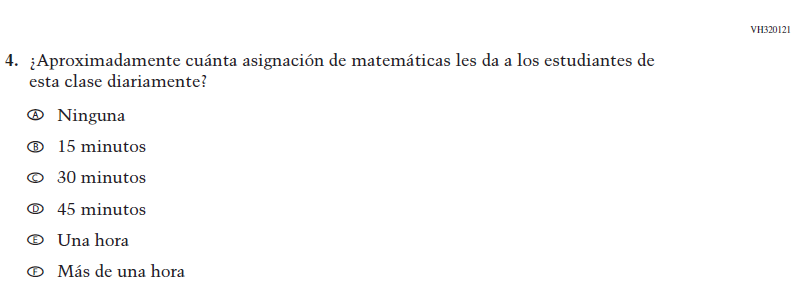 VH320121
4. ¿Aproximadamente cuánta asignación de matemáticas les da a los estudiantes de
esta clase diariamente?
A Ninguna
B 15 minutos
C 30 minutos
D 45 minutos
E Una hora
F Más de una hora